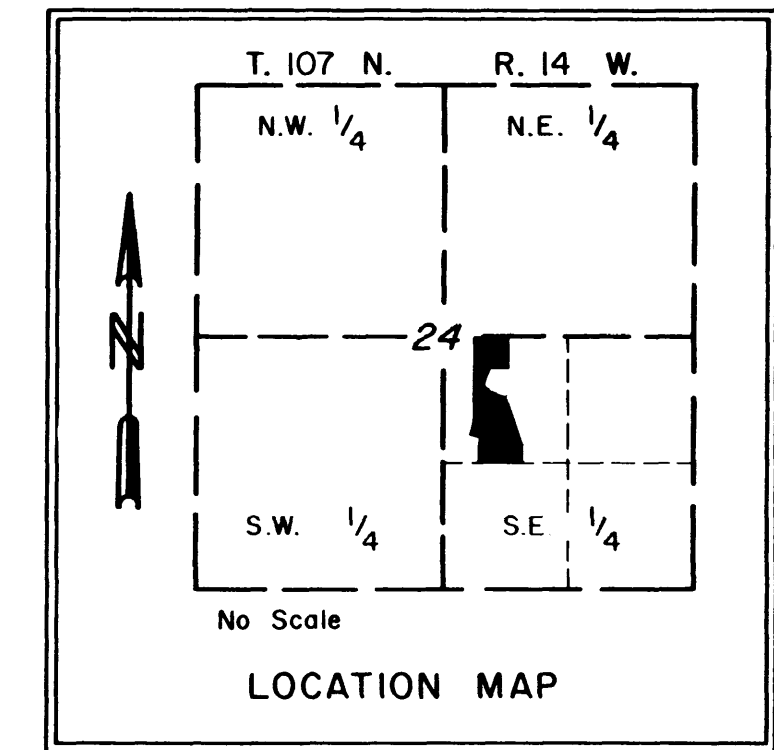 T. 107 N. R. 14 W.
N.W. 1/4 N.E. 1/4
N
24
S.W. 1/4 S.E. 1/4
No Scale
LOCATION MAP